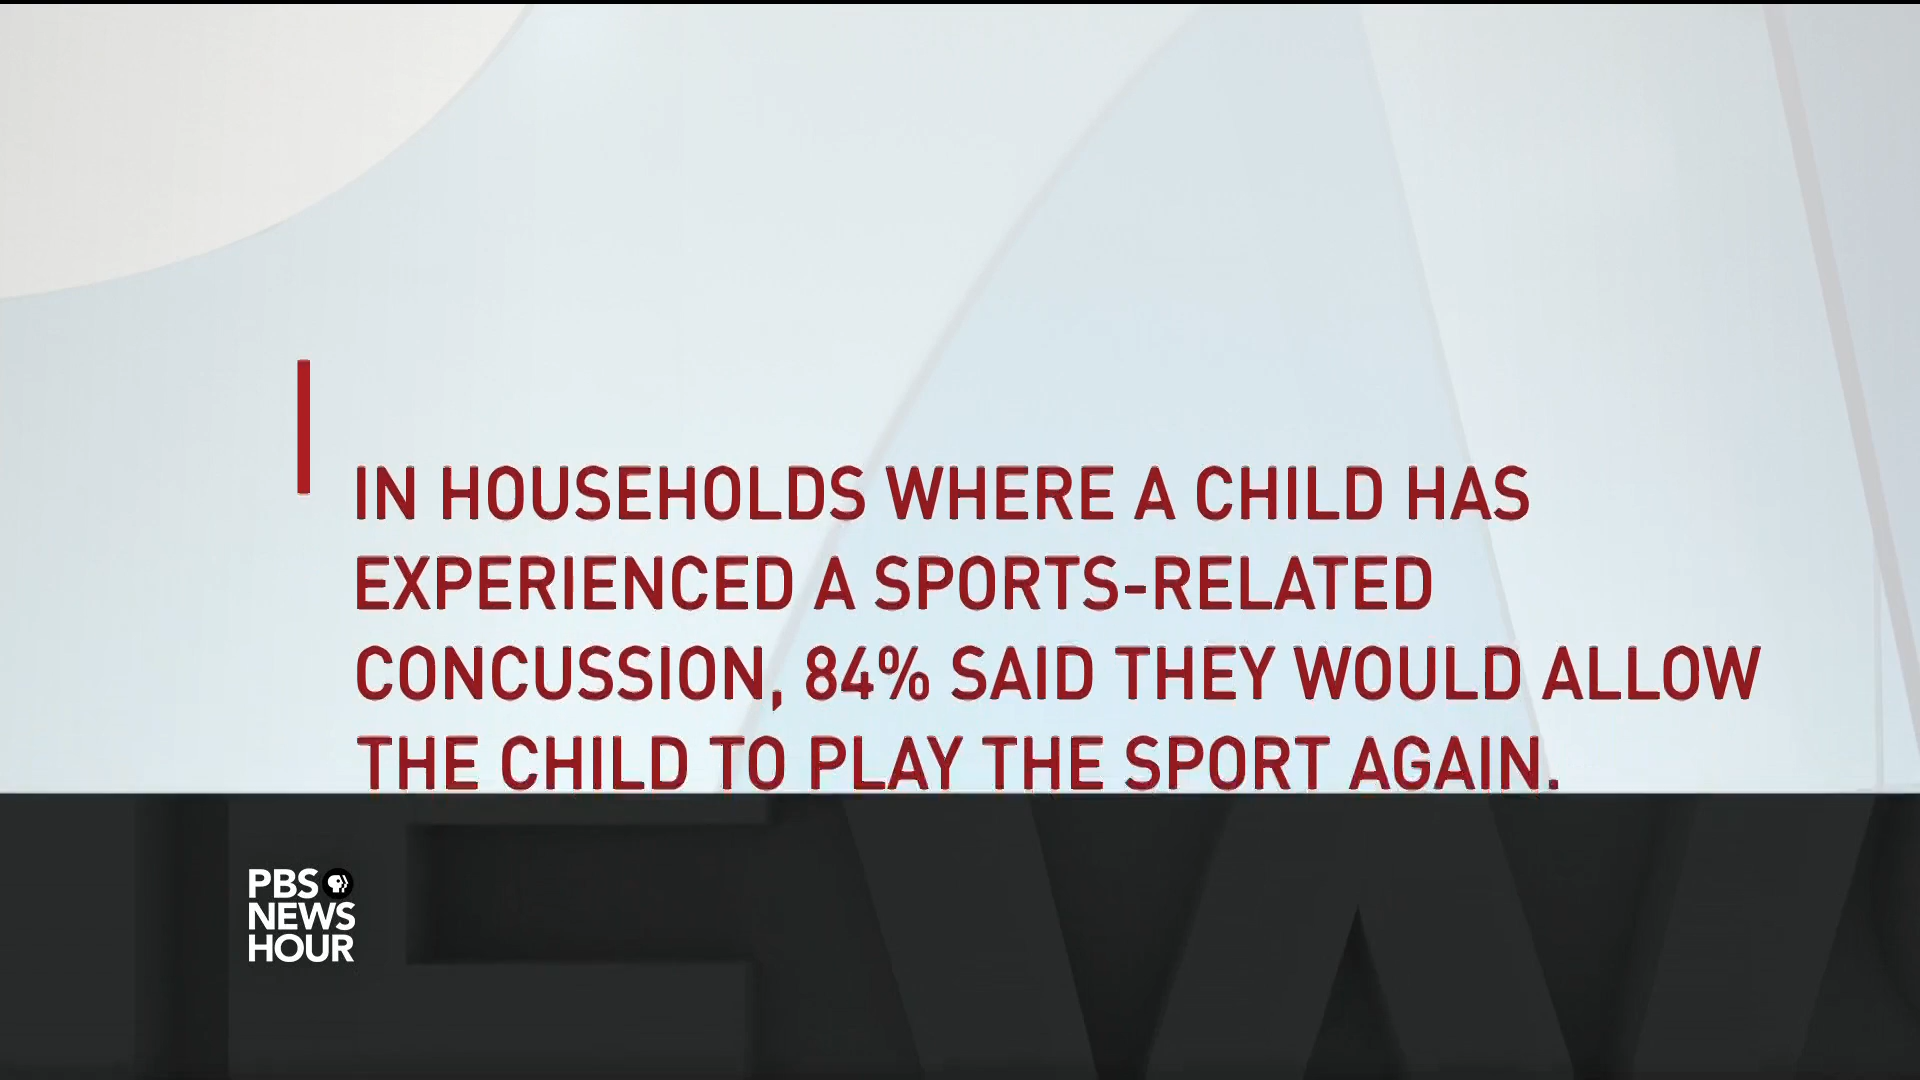 IN HOUSEHOLDS WHERE A CHILD HAS
EXPERIENCED A SPORTS-RELATED
CONCUSSION, 84% SAID THEY WOULD ALLOW
THE CHILD TO PLAY THE SPORT AGAIN.
PBS
NEWS
HOUR